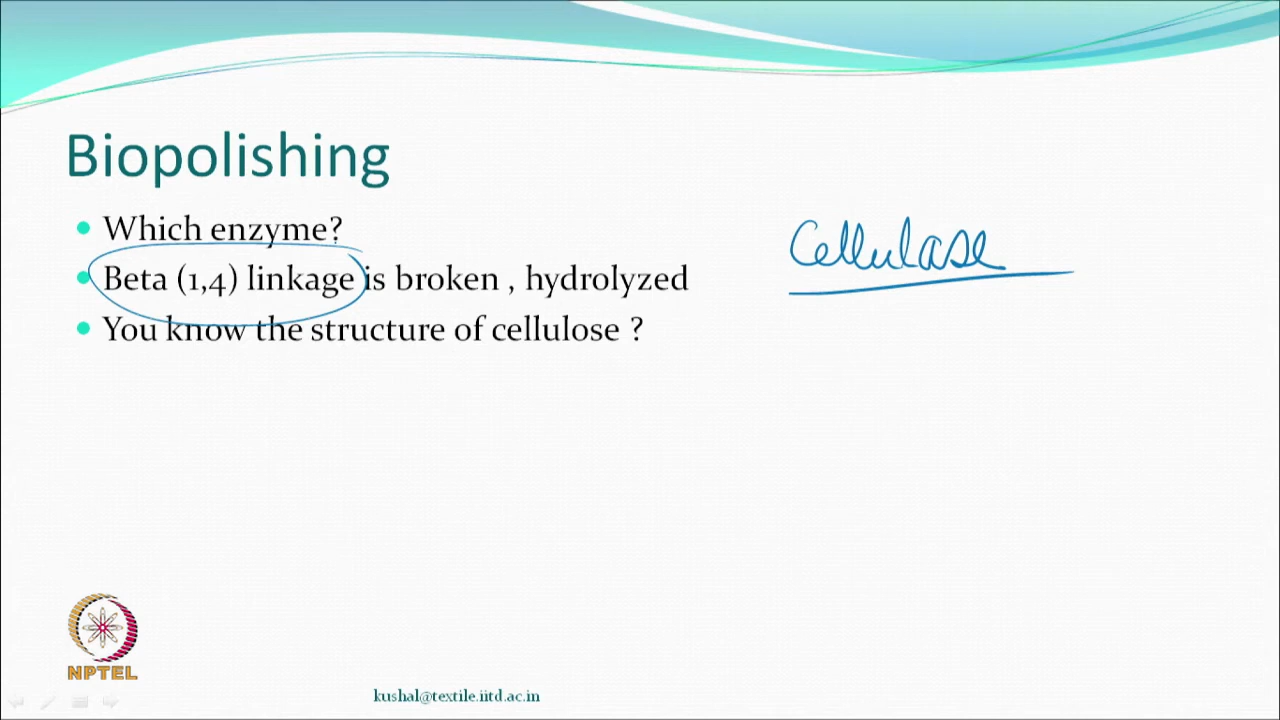 Biopolishing
Which enzyme?
Cellulase
Beta (1,4) linkage is broken , hydrolyzed
You know the structure of cellulose ?
NPTEL
kushal@textile.iitd.ac.in